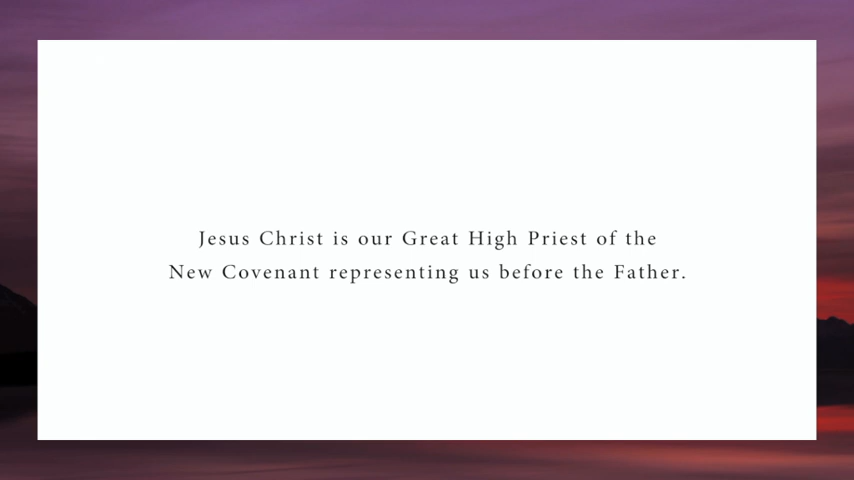 Jesus Christ is our Great High Priest of the
New Covenant representing us before the Father.